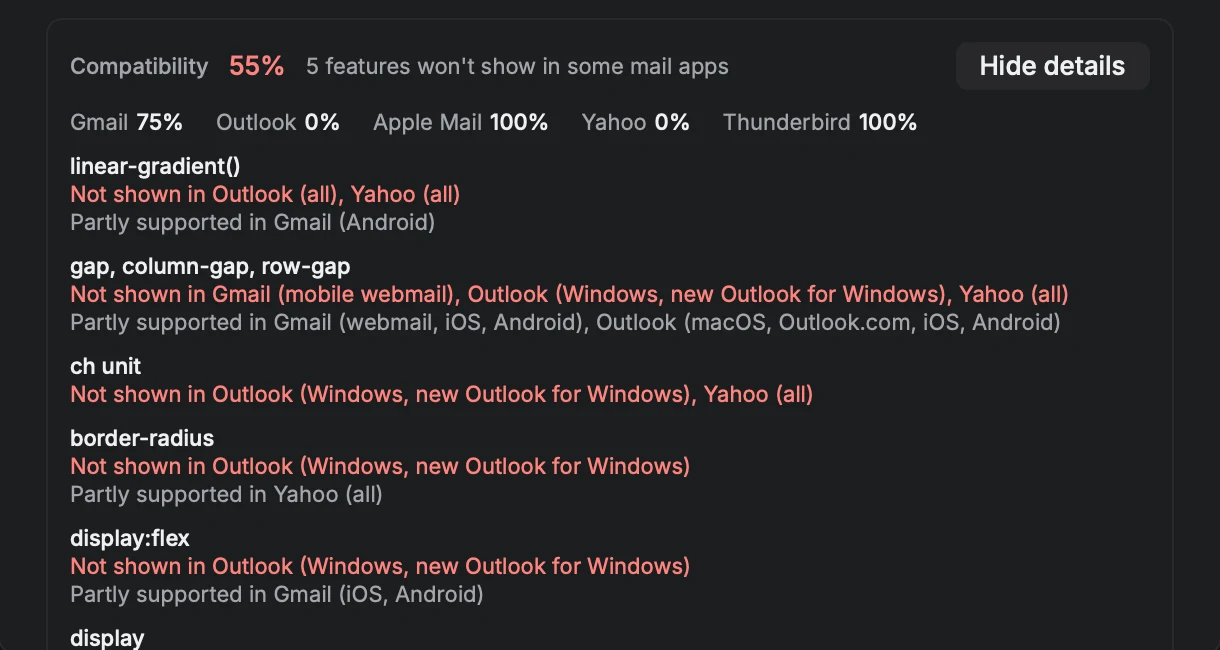 Compatibility 55% 5 features won't show in some mail apps
Hide details
Gmail 75% Outlook 0% Apple Mail 100% Yahoo 0% Thunderbird 100%
linear-gradient()
Not shown in Outlook (all), Yahoo (all)
Partly supported in Gmail (Android)
gap, column-gap, row-gap
Not shown in Gmail (mobile webmail), Outlook (Windows, new Outlook for Windows), Yahoo (all)
Partly supported in Gmail (webmail, iOS, Android), Outlook (macOS, Outlook.com, iOS, Android)
ch unit
Not shown in Outlook (Windows, new Outlook for Windows), Yahoo (all)
border-radius
Not shown in Outlook (Windows, new Outlook for Windows)
Partly supported in Yahoo (all)
display:flex
Not shown in Outlook (Windows, new Outlook for Windows)
Partly supported in Gmail (iOS, Android)
display